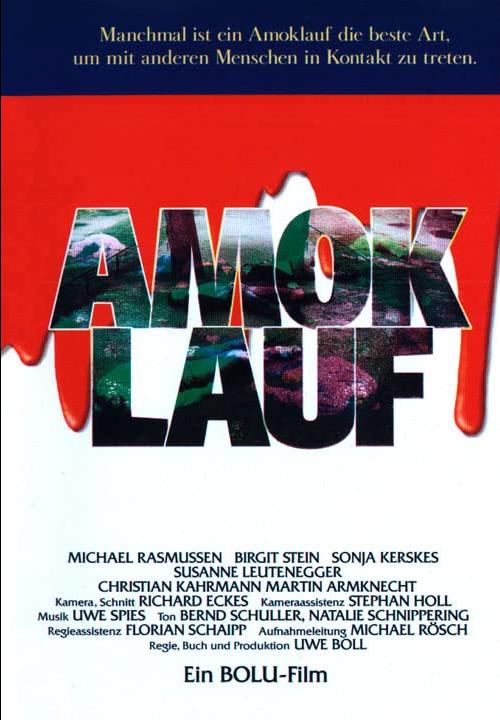 Manchmal ist ein Amoklauf die beste Art,
um mit anderen Menschen in Kontakt zu treten.
AMOK
LAUF
MICHAEL RASMUSSEN BIRGIT STEIN SONJA KERSKES
SUSANNE LEUTENEGGER
CHRISTIAN KAHRMANN MARTIN ARMKNECHT
Kamera, Schnitt RICHARD ECKES Kameraassistenz STEPHAN HOLL
Musik UWE SPIES Ton BERND SCHULLER, NATALIE SCHNIPPERING
Regieassistenz FLORIAN SCHAIPP Aufnahmeleitung MICHAEL RÖSCH
Regie, Buch und Produktion UWE BOLL
Ein BOLU-Film